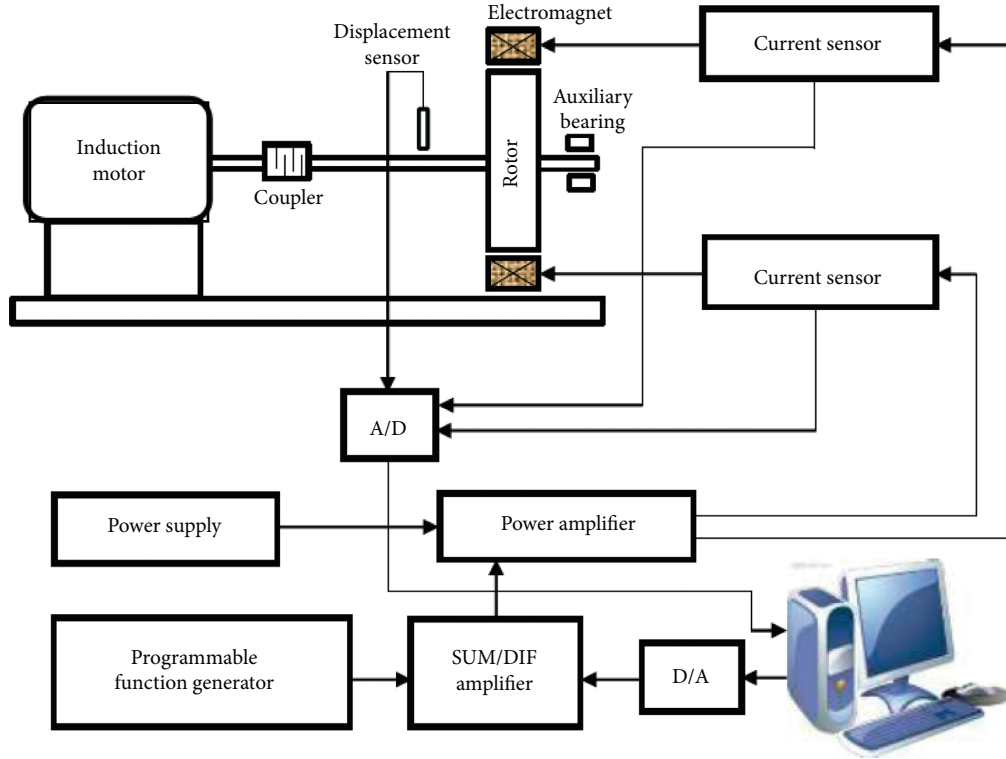 Electromagnet
Displacement
sensor
Current sensor
Auxiliary
bearing
Induction
motor
Rotor
Coupler
Current sensor
A/D
Power supply
Power amplifier
Programmable
function generator
SUM/DIF
amplifier
D/A